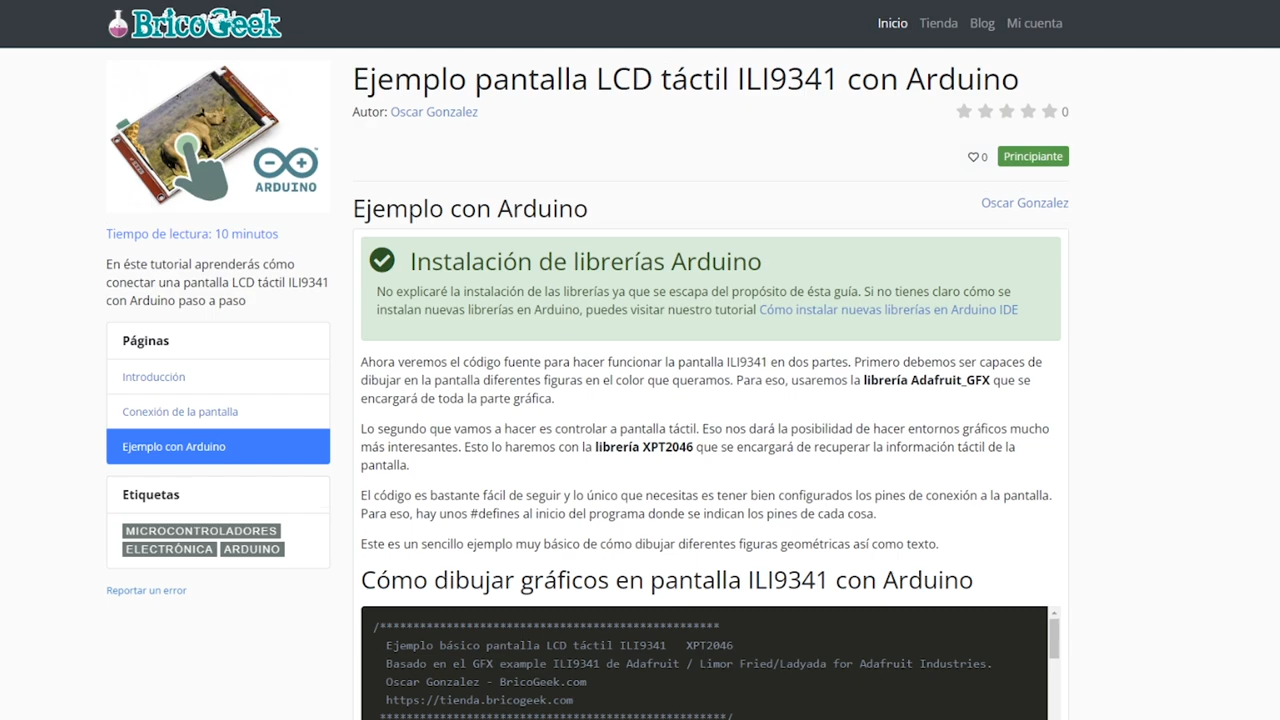 BricoGeek
Inicio Tienda Blog Mi cuenta
ARDUINO
Tiempo de lectura: 10 minutos
En éste tutorial aprenderás cómo
conectar una pantalla LCD táctil ILI9341
con Arduino paso a paso
Páginas
Introducción
Conexión de la pantalla
Ejemplo con Arduino
Etiquetas
MICROCONTROLADORES
ELECTRÓNICA ARDUINO
Reportar un error
Ejemplo pantalla LCD táctil ILI9341 con Arduino
Autor: Oscar Gonzalez
0
0 Principiante
Ejemplo con Arduino
Oscar Gonzalez
Instalación de librerías Arduino
No explicaré la instalación de las librerías ya que se escapa del propósito de ésta guía. Si no tienes claro cómo se
instalan nuevas librerías en Arduino, puedes visitar nuestro tutorial Cómo instalar nuevas librerías en Arduino IDE
Ahora veremos el código fuente para hacer funcionar la pantalla ILI9341 en dos partes. Primero debemos ser capaces de
dibujar en la pantalla diferentes figuras en el color que queramos. Para eso, usaremos la librería Adafruit_GFX que se
encargará de toda la parte gráfica.
Lo segundo que vamos a hacer es controlar a pantalla táctil. Eso nos dará la posibilidad de hacer entornos gráficos mucho
más interesantes. Esto lo haremos con la librería XPT2046 que se encargará de recuperar la información táctil de la
pantalla.
El código es bastante fácil de seguir y lo único que necesitas es tener bien configurados los pines de conexión a la pantalla.
Para eso, hay unos #defines al inicio del programa donde se indican los pines de cada cosa.
Este es un sencillo ejemplo muy básico de cómo dibujar diferentes figuras geométricas así como texto.
Cómo dibujar gráficos en pantalla ILI9341 con Arduino
/***************************************************
Ejemplo básico pantalla LCD táctil ILI9341 XPT2046
Basado en el GFX example ILI9341 de Adafruit / Limor Fried/Ladyada for Adafruit Industries.
Oscar Gonzalez - BricoGeek.com
https://tienda.bricogeek.com
****************************************************/